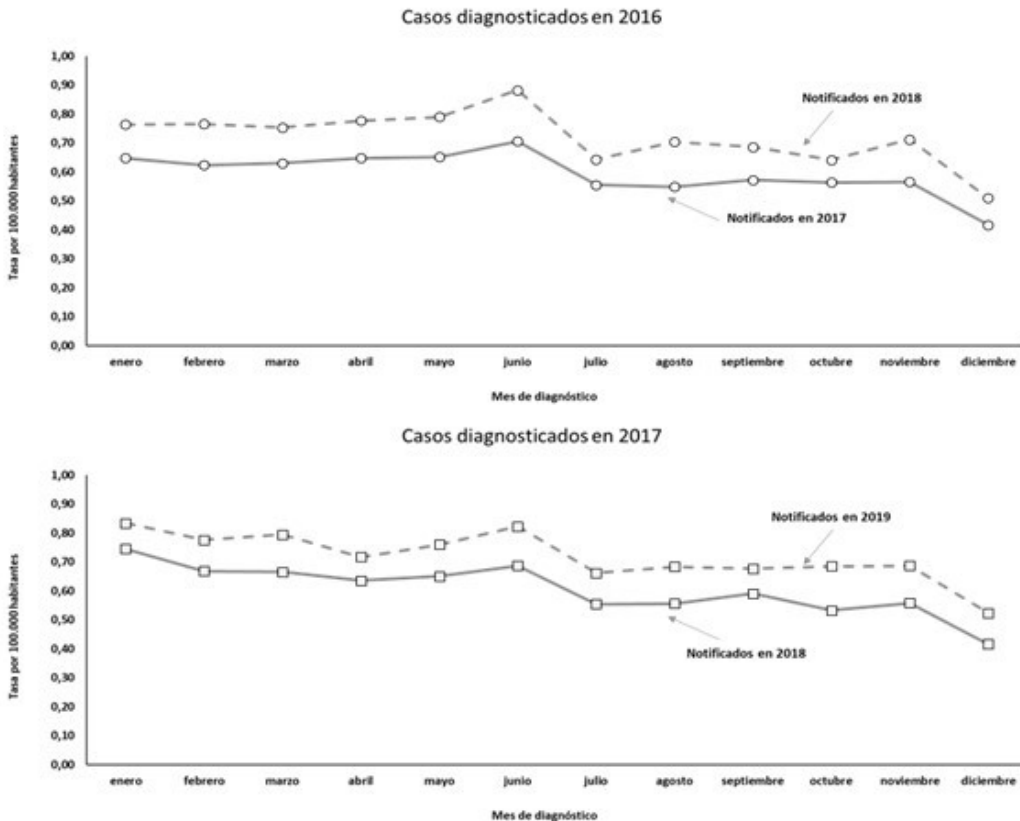 Casos diagnosticados en 2016
1,00
0,90
0,80
0,70
0,60
0,50
0,40
0,30
0,20
0,10
0,00
Tasa por 100.000 habitantes
Notificados en 2018
Notificados en 2017
enero febrero marzo abril mayo junio julio agosto septiembre octubre noviembre diciembre
Mes de diagnóstico
Casos diagnosticados en 2017
1,00
0,90
0,80
0,70
0,60
0,50
0,40
0,30
0,20
0,10
0,00
Tasa por 100.000 habitantes
Notificados en 2019
Notificados en 2018
enero febrero marzo abril mayo junio julio agosto septiembre octubre noviembre diciembre
Mes de diagnóstico